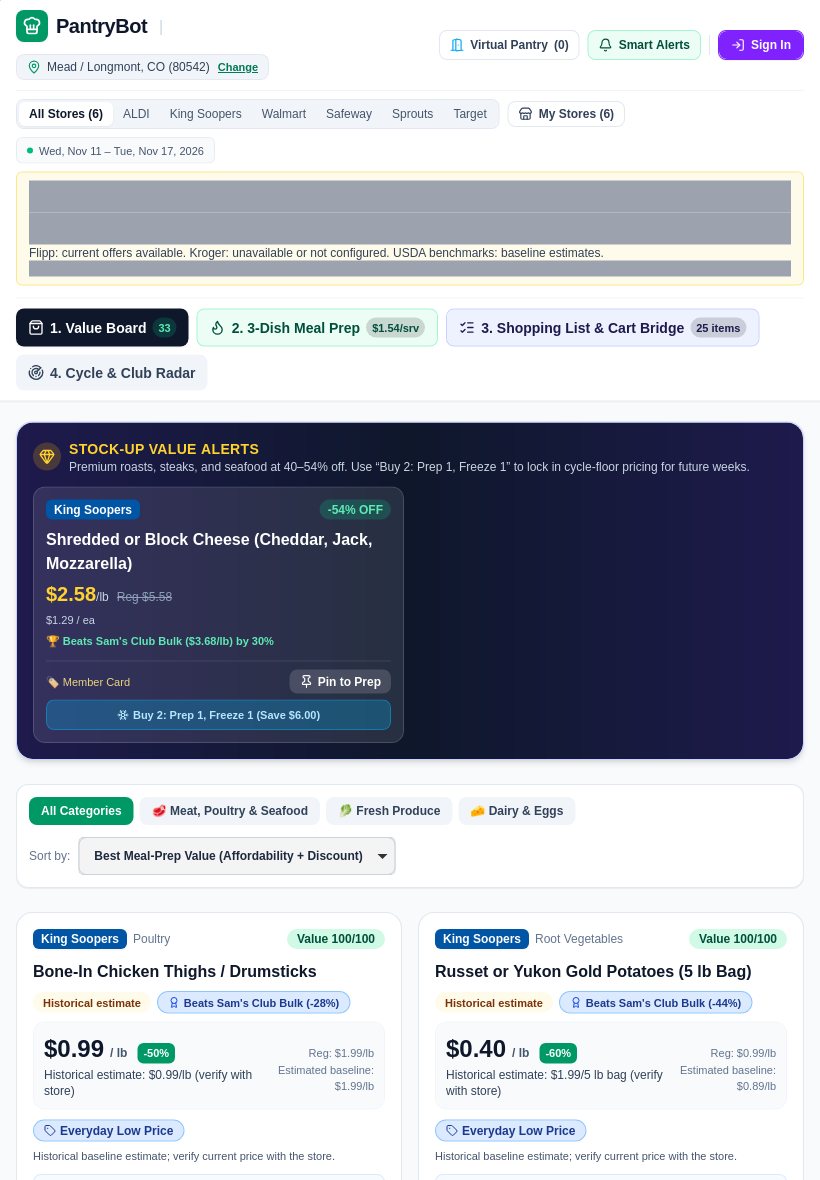 PantryBot
Virtual Pantry (0)
Smart Alerts
Sign In
Mead / Longmont, CO (80542) Change
All Stores (6) ALDI King Soopers Walmart Safeway Sprouts Target
My Stores (6)
Wed, Nov 11 – Tue, Nov 17, 2026
Flipp: current offers available. Kroger: unavailable or not configured. USDA benchmarks: baseline estimates.
1. Value Board 33
2. 3-Dish Meal Prep $1.54/srv
3. Shopping List & Cart Bridge 25 items
4. Cycle & Club Radar
STOCK-UP VALUE ALERTS
Premium roasts, steaks, and seafood at 40–54% off. Use “Buy 2: Prep 1, Freeze 1” to lock in cycle-floor pricing for future weeks.
King Soopers
-54% OFF
Shredded or Block Cheese (Cheddar, Jack,
Mozzarella)
$2.58/lb Reg $5.58
$1.29 / ea
🏆 Beats Sam's Club Bulk ($3.68/lb) by 30%
🏷️ Member Card
Pin to Prep
Buy 2: Prep 1, Freeze 1 (Save $6.00)
All Categories
🥩 Meat, Poultry & Seafood
🥬 Fresh Produce
🧀 Dairy & Eggs
Sort by:
Best Meal-Prep Value (Affordability + Discount)
King Soopers Poultry
Value 100/100
Bone-In Chicken Thighs / Drumsticks
Historical estimate
Beats Sam's Club Bulk (-28%)
$0.99 / lb -50%
Historical estimate: $0.99/lb (verify with
store)
Reg: $1.99/lb
Estimated baseline:
$1.99/lb
Everyday Low Price
Historical baseline estimate; verify current price with the store.
King Soopers Root Vegetables
Value 100/100
Russet or Yukon Gold Potatoes (5 lb Bag)
Historical estimate
Beats Sam's Club Bulk (-44%)
$0.40 / lb -60%
Historical estimate: $1.99/5 lb bag (verify
with store)
Reg: $0.99/lb
Estimated baseline:
$0.89/lb
Everyday Low Price
Historical baseline estimate; verify current price with the store.